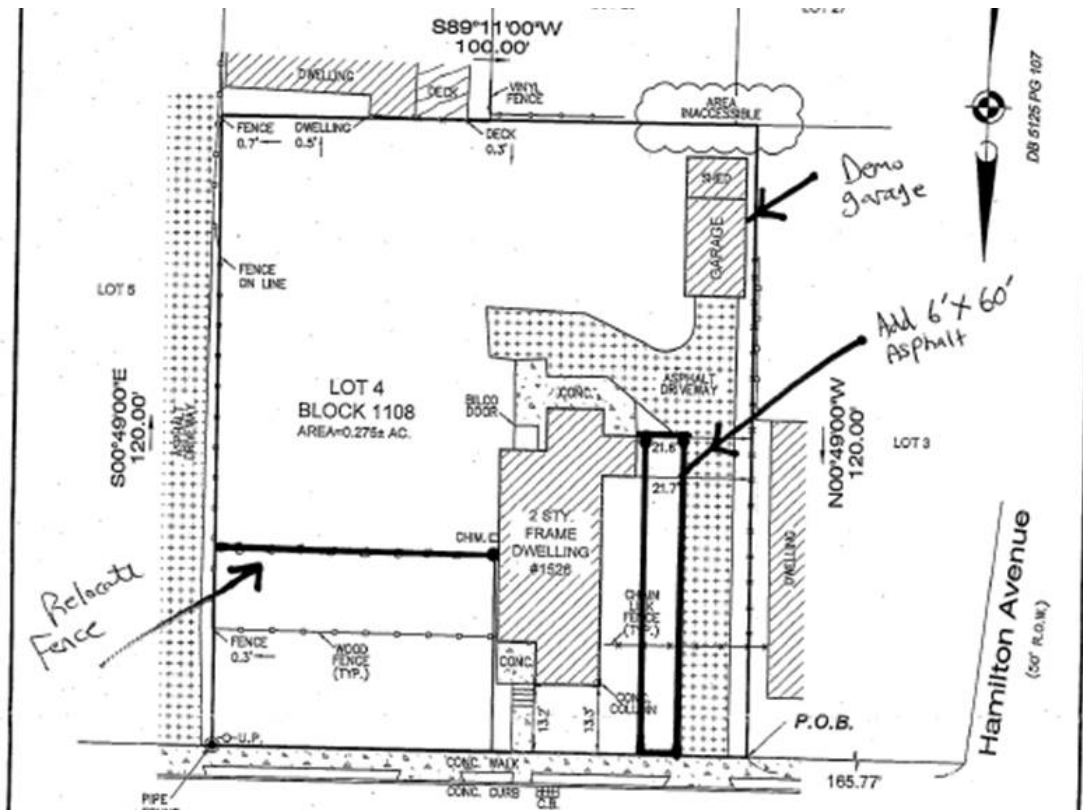 S89°11'00"W
100.00'
LOT 27
DB 5125 PG 107
DWELLING
DECK
VINYL
FENCE
AREA
INACCESSIBLE
FENCE
0.7'
DWELLING
0.5'
DECK
0.3'
Demo
garage
SHED
GARAGE
FENCE
ON LINE
LOT 5
Add 6' X 60'
Asphalt
LOT 4
BLOCK 1108
AREA=0.275± AC.
BILCO
DOOR
CONC.
ASPHALT
DRIVEWAY
S00°49'00"E
120.00'
ASPHALT
DRIVEWAY
N00°49'00"W
120.00'
LOT 3
21.6'
21.7'
2 STY.
FRAME
DWELLING
#1526
CHIM.
DWELLING
Relocate
Fence
CHAIN
LINK
FENCE
(TYP.)
Hamilton Avenue
(50' R.O.W.)
FENCE
0.3'
WOOD
FENCE
(TYP.)
CONC.
CONC.
COLUMN
13.2'
13.3'
P.O.B.
U.P.
CONC. WALK
165.77'
PIPE
CONC. CURB
C.B.